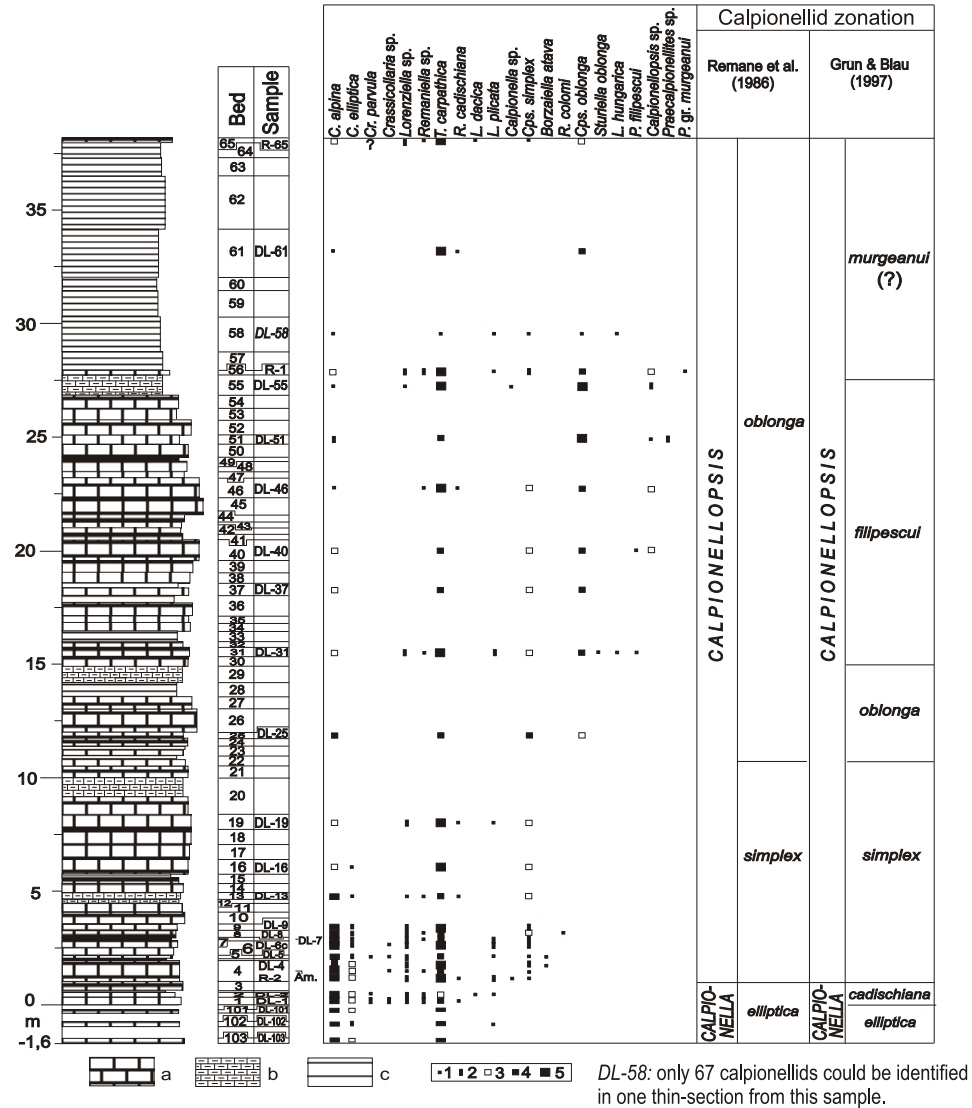 Calpionellid zonation
Remane et al. (1986)
Grun & Blau (1997)
Bed
Sample
C. alpina
C. elliptica
Cr. parvula
Crassicollaria sp.
Lorenziella sp.
Remaniella sp.
T. carpathica
R. cadischiana
L. dacica
L. plicata
Calpionella sp.
Cps. simplex
Borzaiella atava
R. colomi
Cps. oblonga
Sturiella oblonga
L. hungarica
P. filipescui
Calpionellopsis sp.
Praecalpionellites sp.
P. gr. murgeanui
65 R-65
?
64
63
62
35
61 DL-61
60
59
30
58 DL-58
57
56 R-1
55 DL-55
54
53
52
25
51 DL-51
50
49 48
47
46 DL-46
45
44
42 43
41
20
40 DL-40
39
38
37 DL-37
36
35
34
33
32
31 DL-31
15
30
29
28
27
26
25 DL-25
24
23
22
21
10
20
19 DL-19
18
17
16 DL-16
15
14
5
13 DL-13
12
11
10
9 DL-9
8 DL-8
7 DL-7
6 DL-6c
5 DL-5
4 DL-4
R-2 Am.
3
2
0
1 DL-1
101 DL-101
m
102 DL-102
-1,6
103 DL-103
CALPIONELLOPSIS
oblonga
simplex
CALPIO-
NELLA
elliptica
CALPIONELLOPSIS
murgeanui
(?)
filipescui
oblonga
simplex
CALPIO-
NELLA
cadischiana
elliptica
a b c 1 2 3 4 5
DL-58: only 67 calpionellids could be identified
in one thin-section from this sample.